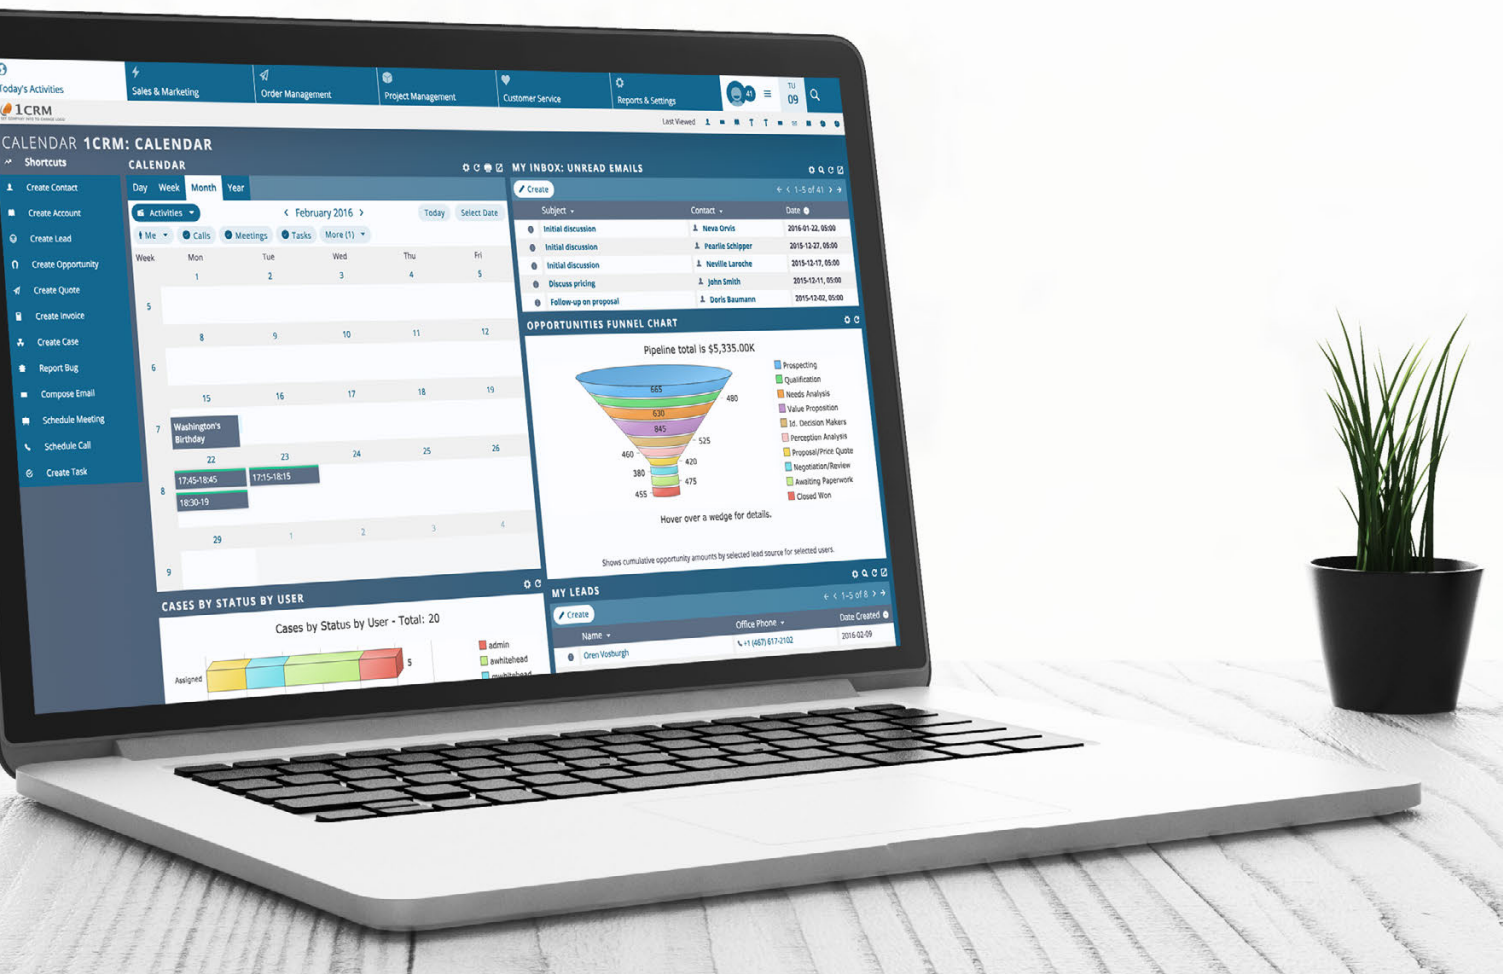 Today's Activities
Sales & Marketing
Order Management
Project Management
Customer Service
Reports & Settings
41
TU
09
1CRM
Last Viewed
CALENDAR 1CRM: CALENDAR
Shortcuts
Create Contact
Create Account
Create Lead
Create Opportunity
Create Quote
Create Invoice
Create Case
Report Bug
Compose Email
Schedule Meeting
Schedule Call
Create Task
CALENDAR
Day Week Month Year
Activities
< February 2016 >
Today
Select Date
Me
Calls
Meetings
Tasks
More (1)
Week Mon Tue Wed Thu Fri
1 2 3 4 5
5
8 9 10 11 12
6
15 16 17 18 19
7
Washington's
Birthday
22 23 24 25 26
8
17:45-18:45
17:15-18:15
18:30-19
29 1 2 3 4
9
CASES BY STATUS BY USER
Cases by Status by User - Total: 20
Assigned
5
admin
awhitehead
mwhitehead
MY INBOX: UNREAD EMAILS
Create
1-5 of 41
Subject Contact Date
Initial discussion Neva Orvis 2016-01-22, 05:00
Initial discussion Pearlie Schipper 2015-12-27, 05:00
Initial discussion Neville Laroche 2015-12-17, 05:00
Discuss pricing John Smith 2015-12-11, 05:00
Follow-up on proposal Doris Baumann 2015-12-02, 05:00
OPPORTUNITIES FUNNEL CHART
Pipeline total is $5,335.00K
665
480
630
845
525
460
420
380
475
455
Prospecting
Qualification
Needs Analysis
Value Proposition
Id. Decision Makers
Perception Analysis
Proposal/Price Quote
Negotiation/Review
Awaiting Paperwork
Closed Won
Hover over a wedge for details.
Shows cumulative opportunity amounts by selected lead source for selected users.
MY LEADS
Create
1-5 of 8
Name Office Phone Date Created
Oren Vosburgh +1 (467) 617-2102 2016-02-09